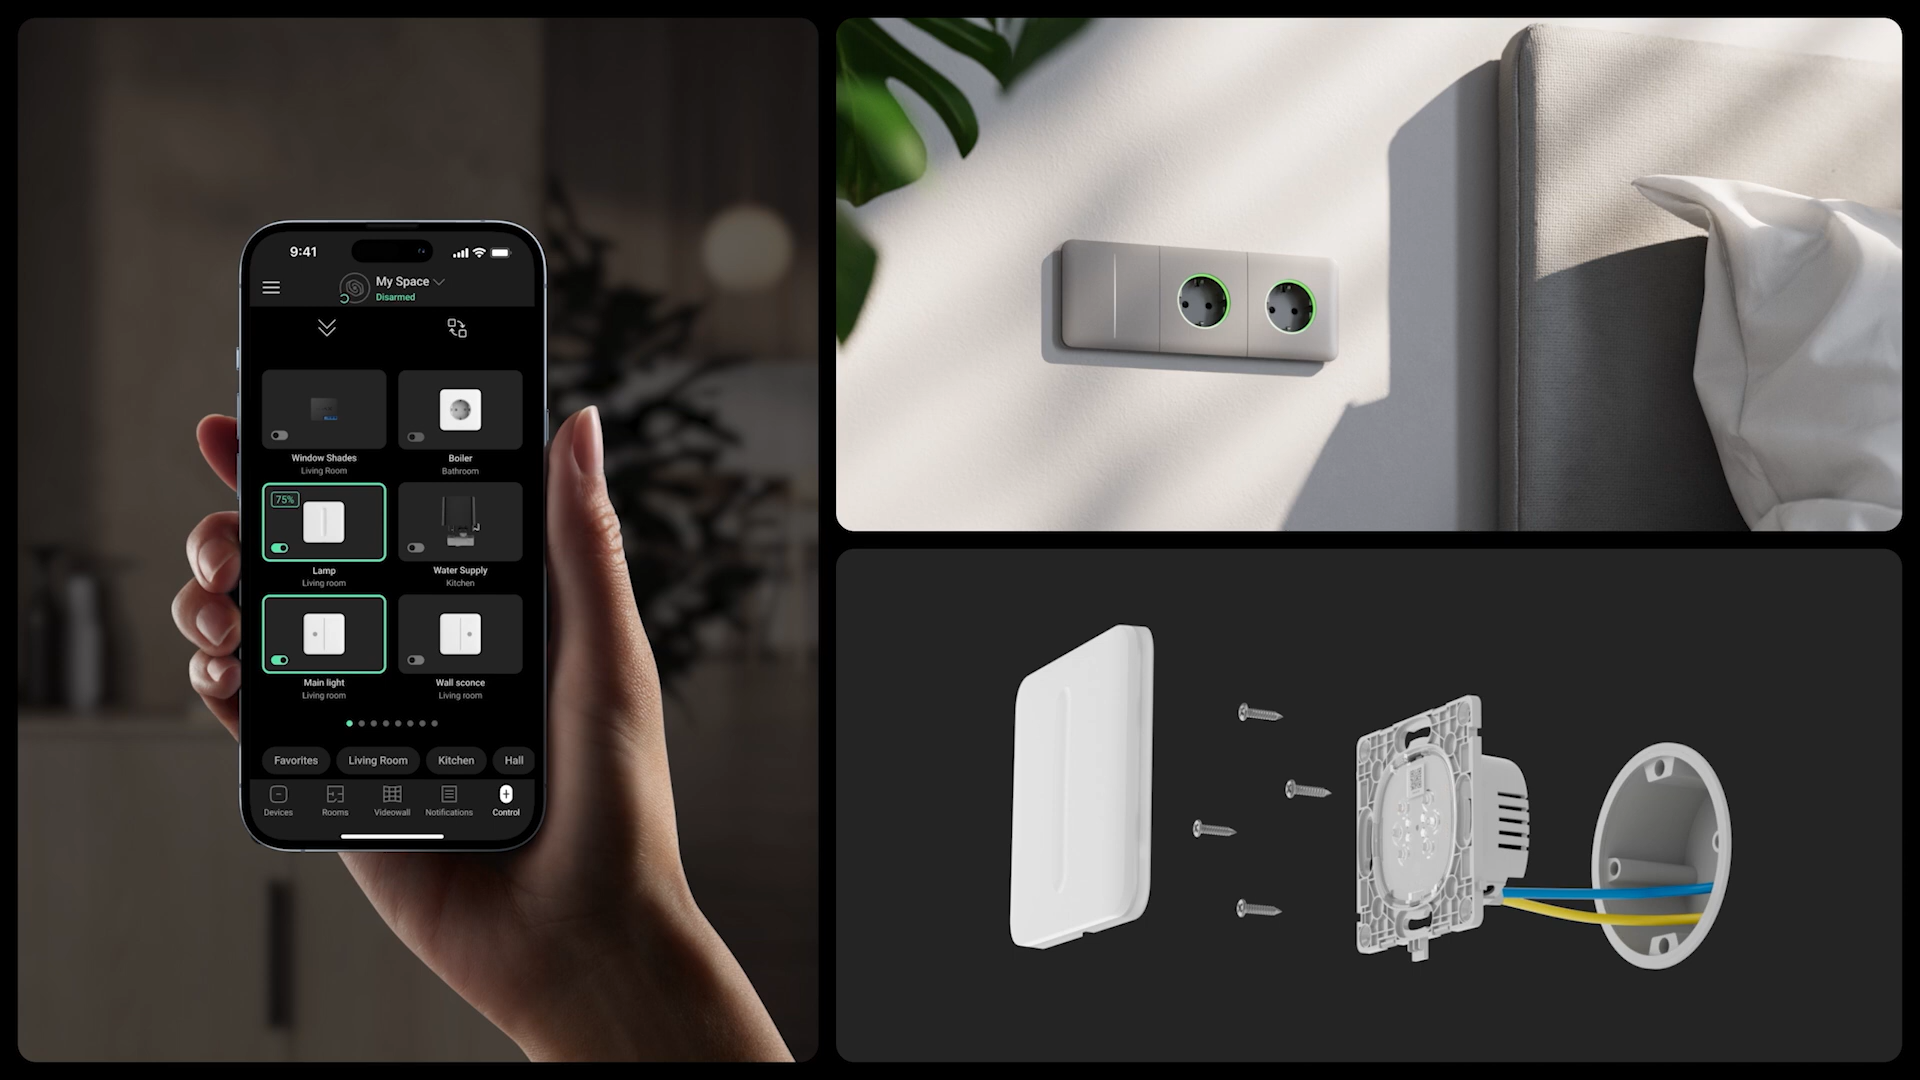 9:41
My Space
Disarmed
Window Shades
Living Room
Boiler
Bathroom
75%
Lamp
Living room
Water Supply
Kitchen
Main light
Living room
Wall sconce
Living room
Favorites
Living Room
Kitchen
Hall
Devices
Rooms
Videowall
Notifications
Control